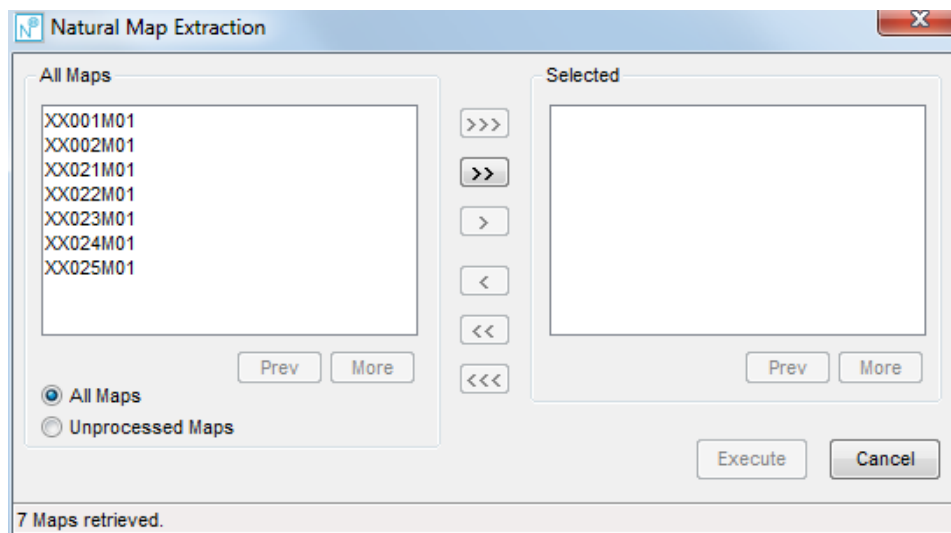 Natural Map Extraction
All Maps
XX001M01
XX002M01
XX021M01
XX022M01
XX023M01
XX024M01
XX025M01
Prev More
All Maps
Unprocessed Maps
>>>
>>
>
<
<<
<<<
Selected
Prev More
Execute Cancel
7 Maps retrieved.